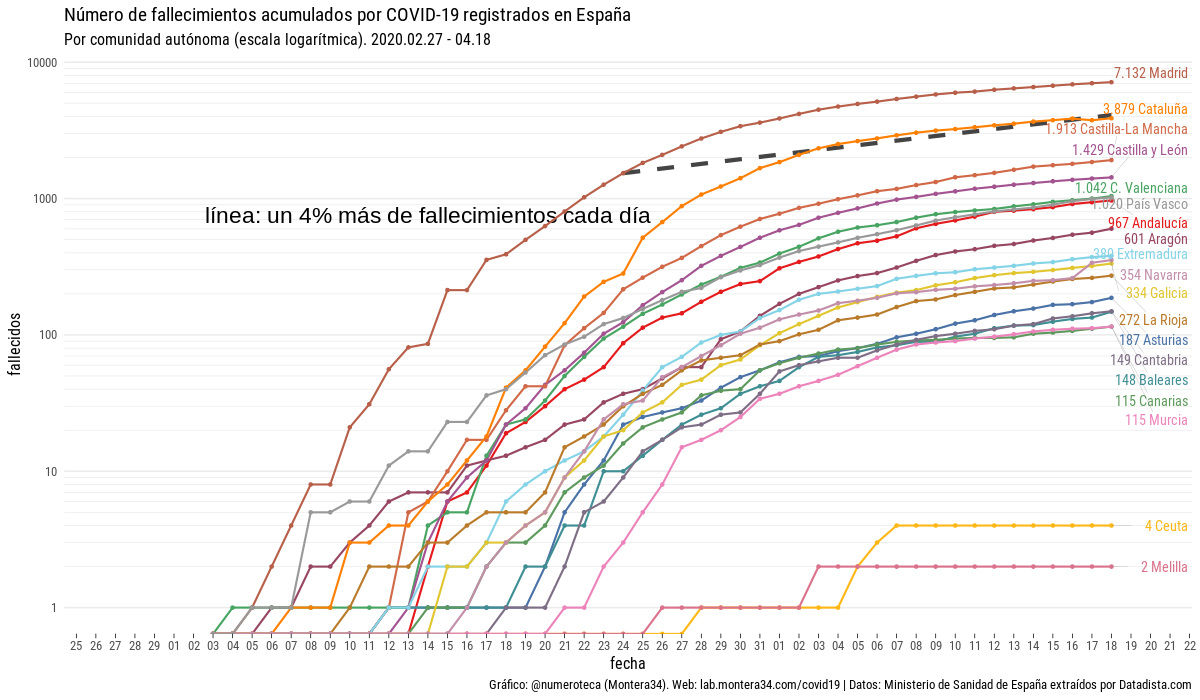 Número de fallecimientos acumulados por COVID-19 registrados en España
Por comunidad autónoma (escala logarítmica). 2020.02.27 - 04.18
10000
1000
100
10
1
fallecidos
línea: un 4% más de fallecimientos cada día
7.132 Madrid
3.879 Cataluña
1.913 Castilla-La Mancha
1.429 Castilla y León
1.042 C. Valenciana
1.020 País Vasco
967 Andalucía
601 Aragón
380 Extremadura
354 Navarra
334 Galicia
272 La Rioja
187 Asturias
149 Cantabria
148 Baleares
115 Canarias
115 Murcia
4 Ceuta
2 Melilla
25 26 27 28 29 01 02 03 04 05 06 07 08 09 10 11 12 13 14 15 16 17 18 19 20 21 22 23 24 25 26 27 28 29 30 31 01 02 03 04 05 06 07 08 09 10 11 12 13 14 15 16 17 18 19 20 21 22
fecha
Gráfico: @numeroteca (Montera34). Web: lab.montera34.com/covid19 | Datos: Ministerio de Sanidad de España extraídos por Datadista.com